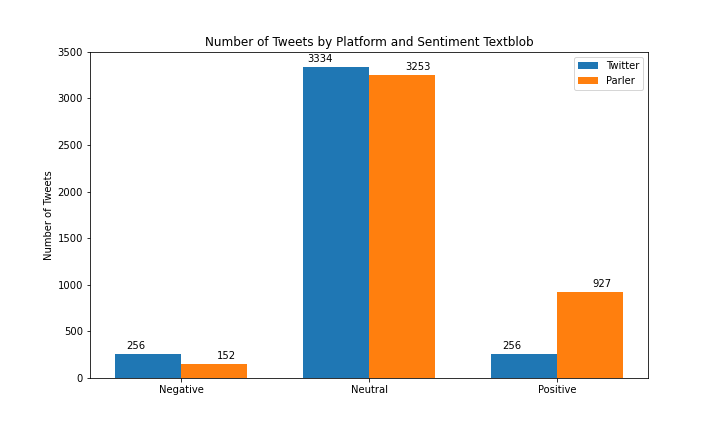 Number of Tweets by Platform and Sentiment Textblob
3500
3000
2500
2000
1500
1000
500
0
Number of Tweets
3334
3253
256
152
256
927
Twitter
Parler
Negative
Neutral
Positive